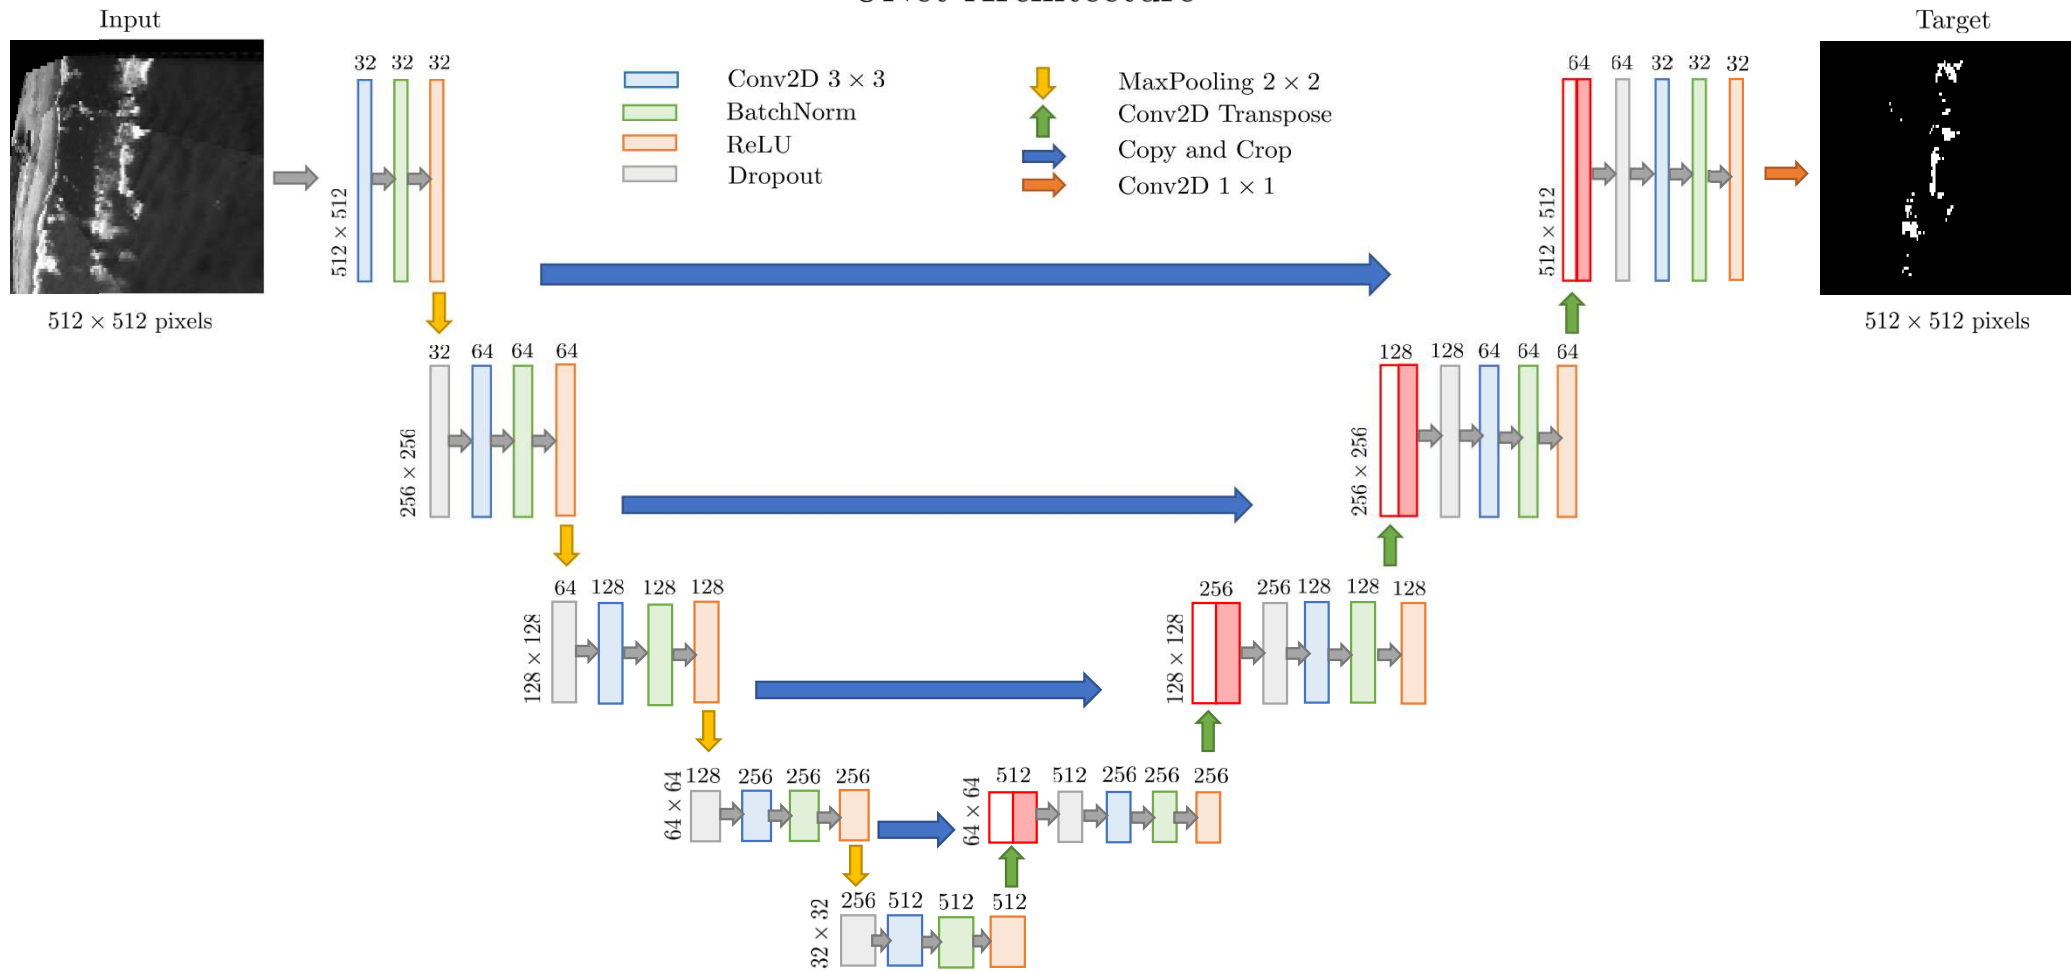 UNet Architecture
Input
Target
32 32 32
512 × 512
512 × 512 pixels
Conv2D 3 × 3
BatchNorm
ReLU
Dropout
MaxPooling 2 × 2
Conv2D Transpose
Copy and Crop
Conv2D 1 × 1
64 64 32 32 32
512 × 512
512 × 512 pixels
32 64 64 64
256 × 256
128 128 64 64 64
256 × 256
64 128 128 128
128 × 128
256 256 128 128 128
128 × 128
128 256 256 256
64 × 64
512 512 256 256 256
64 × 64
256 512 512 512
32 × 32